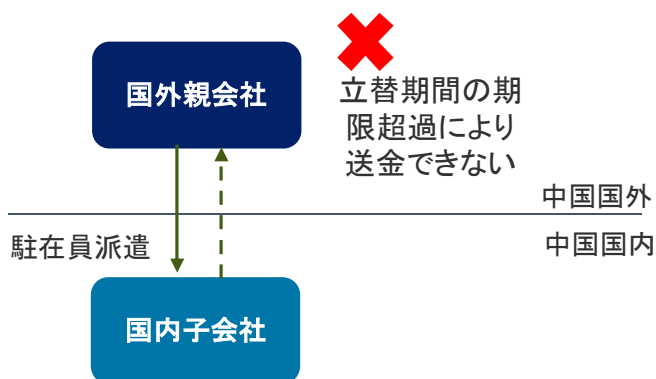 国外親会社
立替期間の期
限超過により
送金できない
中国国外
駐在員派遣
中国国内
国内子会社